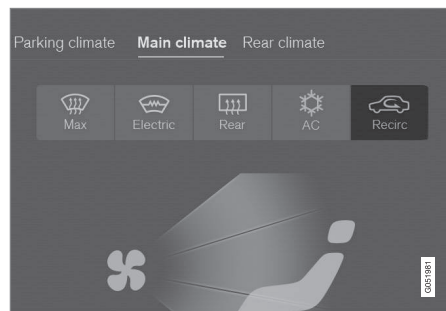 Parking climate Main climate Rear climate
Max Electric Rear AC Recirc
G051981